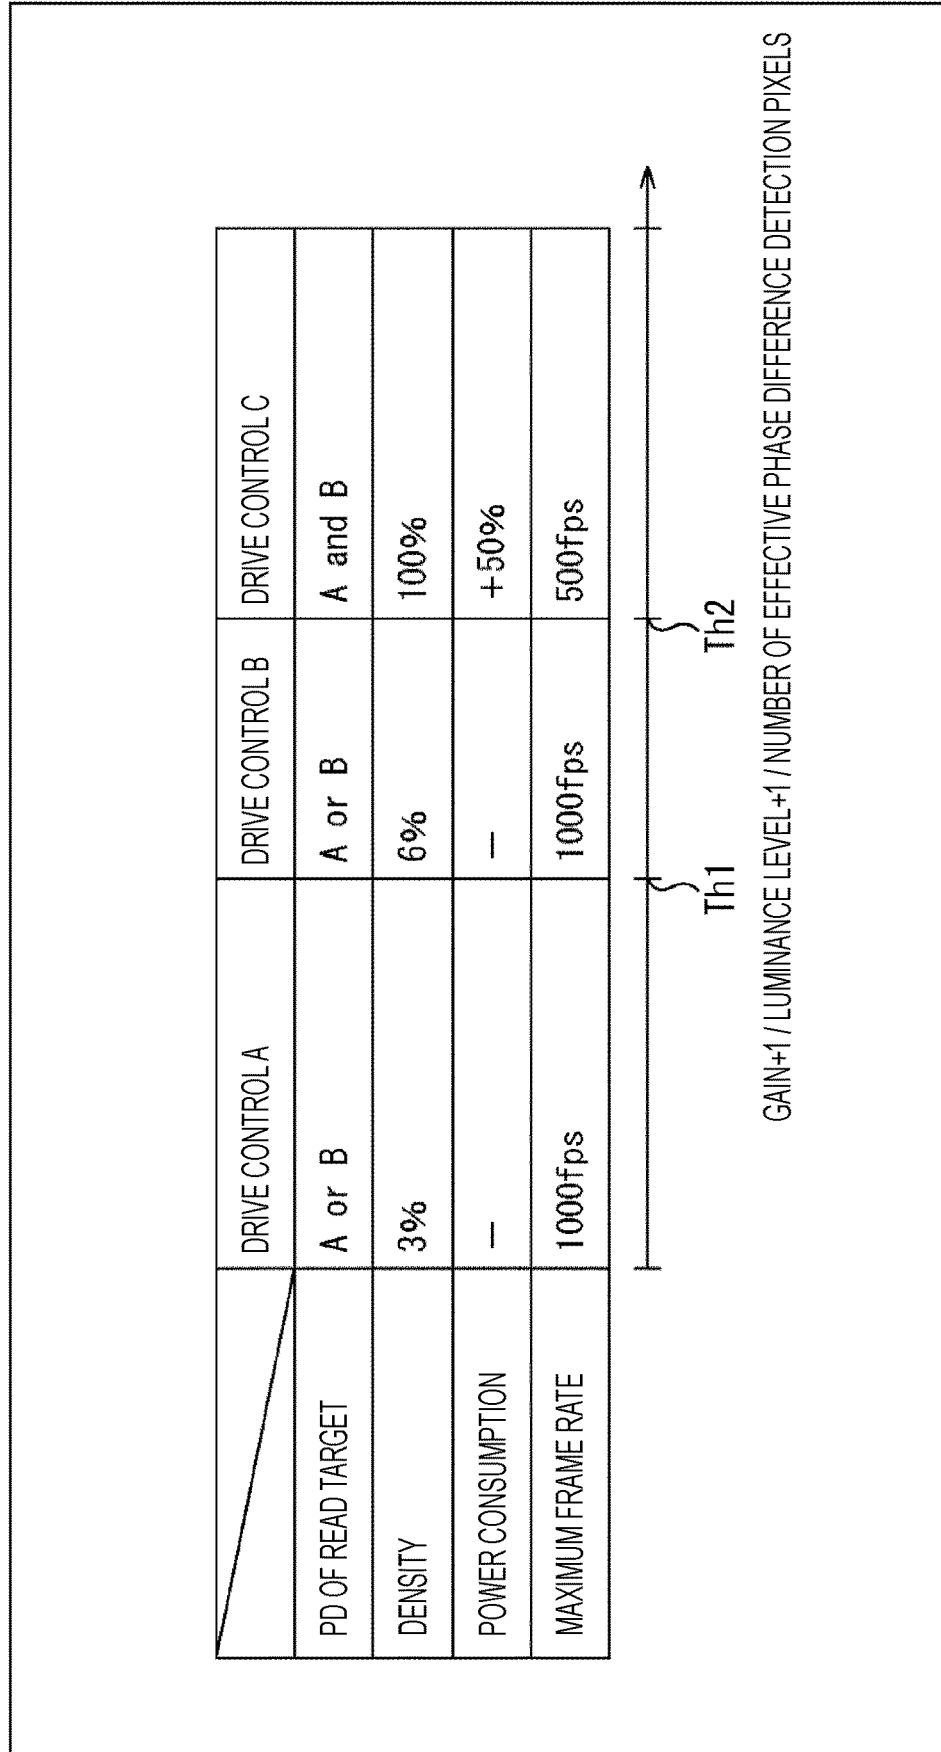 DRIVE CONTROL A DRIVE CONTROL B DRIVE CONTROL C
PD OF READ TARGET A or B A or B A and B
DENSITY 3% 6% 100%
POWER CONSUMPTION — — +50%
MAXIMUM FRAME RATE 1000fps 1000fps 500fps
Th1 Th2
GAIN+1 / LUMINANCE LEVEL+1 / NUMBER OF EFFECTIVE PHASE DIFFERENCE DETECTION PIXELS